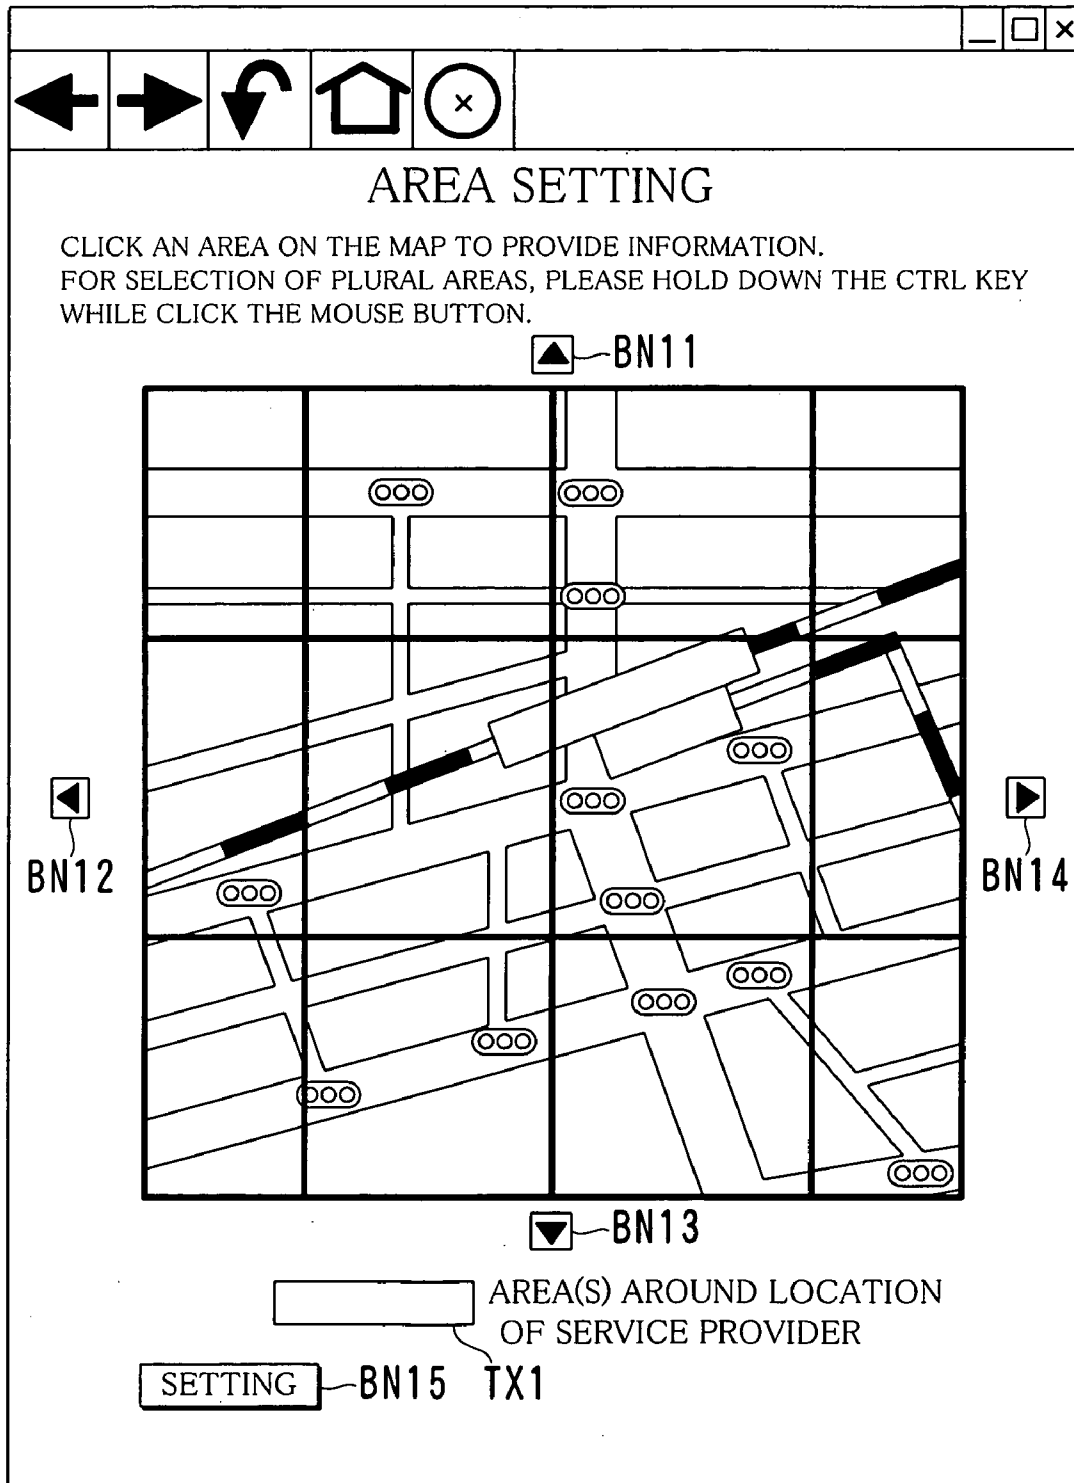 AREA SETTING
CLICK AN AREA ON THE MAP TO PROVIDE INFORMATION.
FOR SELECTION OF PLURAL AREAS, PLEASE HOLD DOWN THE CTRL KEY
WHILE CLICK THE MOUSE BUTTON.
BN11
BN12
BN14
BN13
AREA(S) AROUND LOCATION
OF SERVICE PROVIDER
SETTING BN15 TX1